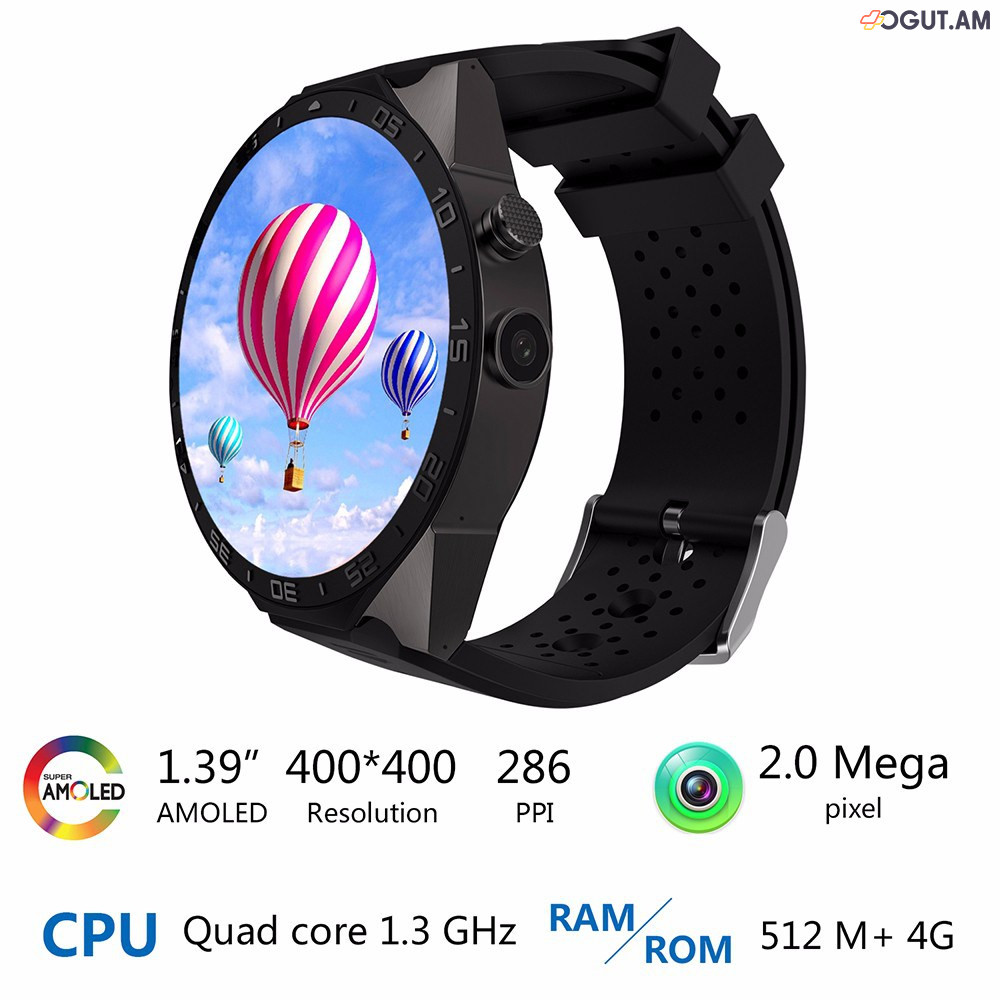 OGUT.AM
05
10
15
20
25
30
35
SUPER
AMOLED
1.39” 400*400 286
AMOLED Resolution PPI
2.0 Mega
pixel
CPU Quad core 1.3 GHz
RAM/ROM 512 M+ 4G